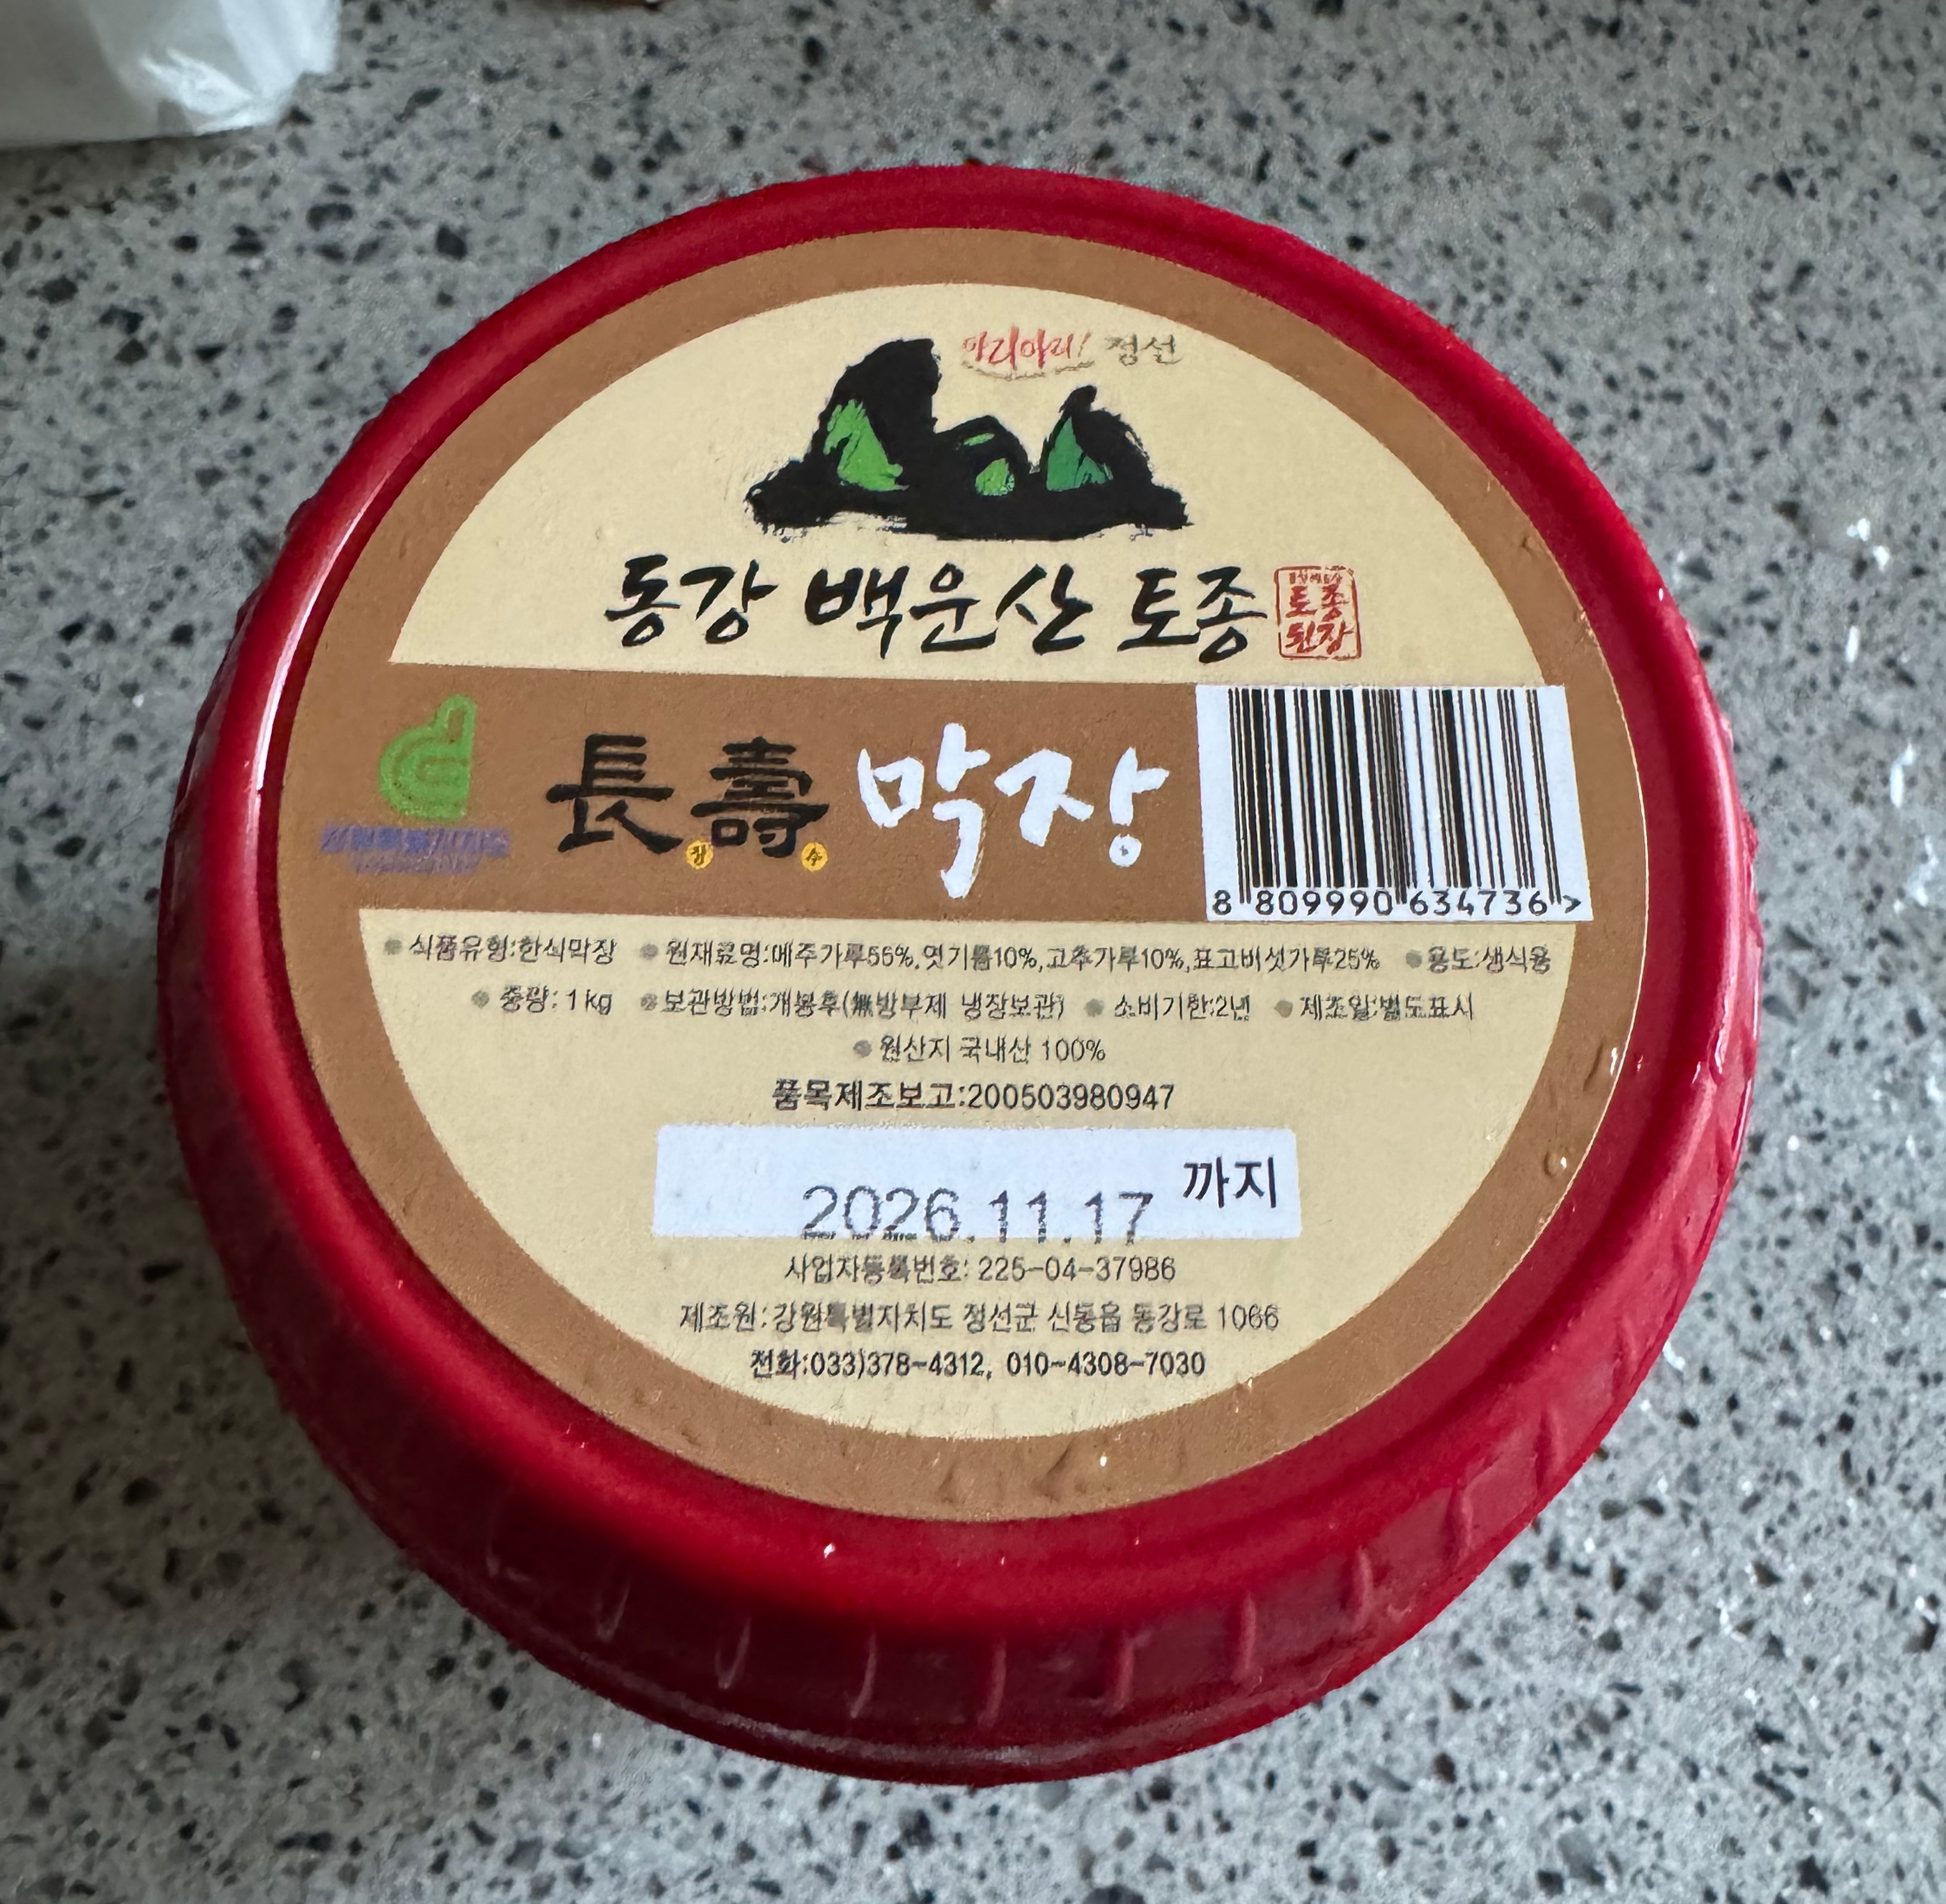 아리아리! 정선
동강 백운산 토종
토종
된장
長壽 막장
장 수
8 809990 634736 >
● 식품유형:한식막장 ● 원재료명:메주가루56%,엿기름10%,고추가루10%,표고버섯가루25% ● 용도:생식용
● 중량: 1kg ● 보관방법:개봉후(無방부제 냉장보관) ● 소비기한:2년 ● 제조일:별도표시
● 원산지 국내산 100%
품목제조보고:200503980947
2026.11.17 까지
사업자등록번호: 225-04-37986
제조원:강원특별자치도 정선군 신동읍 동강로 1066
전화:033)378-4312, 010-4308-7030